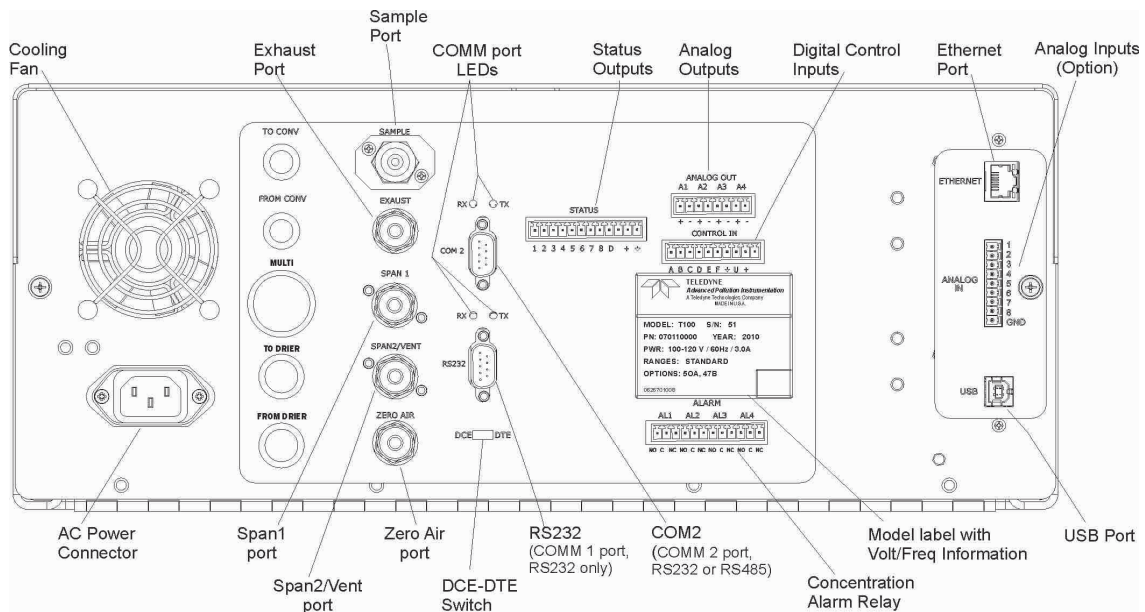 Cooling
Fan
Exhaust
Port
Sample
Port
COMM port
LEDs
Status
Outputs
Analog
Outputs
Digital Control
Inputs
Ethernet
Port
Analog Inputs
(Option)
TO CONV
FROM CONV
MULTI
TO DRIER
FROM DRIER
SAMPLE
EXAUST
SPAN 1
SPAN2/VENT
ZERO AIR
RX TX
COM 2
RX TX
RS232
DCE DTE
STATUS
1 2 3 4 5 6 7 8 D + ⏚
ANALOG OUT
A1 A2 A3 A4
+ - + - + - + -
CONTROL IN
A B C D E F ⏚ U +
TELEDYNE
Advanced Pollution Instrumentation
A Teledyne Technologies Company
MADE IN USA
MODEL: T100 S/N: 51
PN: 070110000 YEAR: 2010
PWR: 100-120 V / 60Hz / 3.0A
RANGES: STANDARD
OPTIONS: 50A, 47B
ALARM
AL1 AL2 AL3 AL4
NO C NC NO C NC NO C NC NO C NC
ETHERNET
ANALOG
IN
1
2
3
4
5
6
7
8
GND
USB
AC Power
Connector
Span1
port
Span2/Vent
port
Zero Air
port
DCE-DTE
Switch
RS232
(COMM 1 port,
RS232 only)
COM2
(COMM 2 port,
RS232 or RS485)
Concentration
Alarm Relay
Model label with
Volt/Freq Information
USB Port